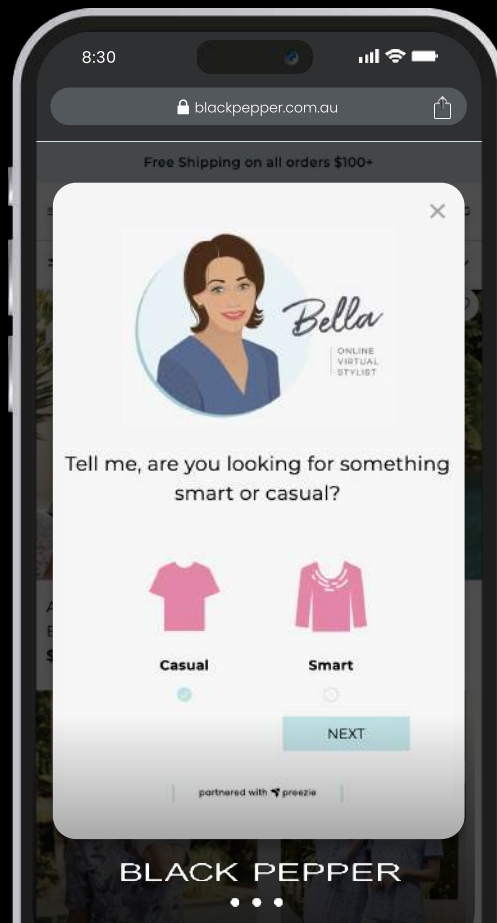 8:30
blackpepper.com.au
Free Shipping on all orders $100+
Bella
ONLINE
VIRTUAL
STYLIST
Tell me, are you looking for something
smart or casual?
Casual
Smart
NEXT
partnered with preezie
BLACK PEPPER